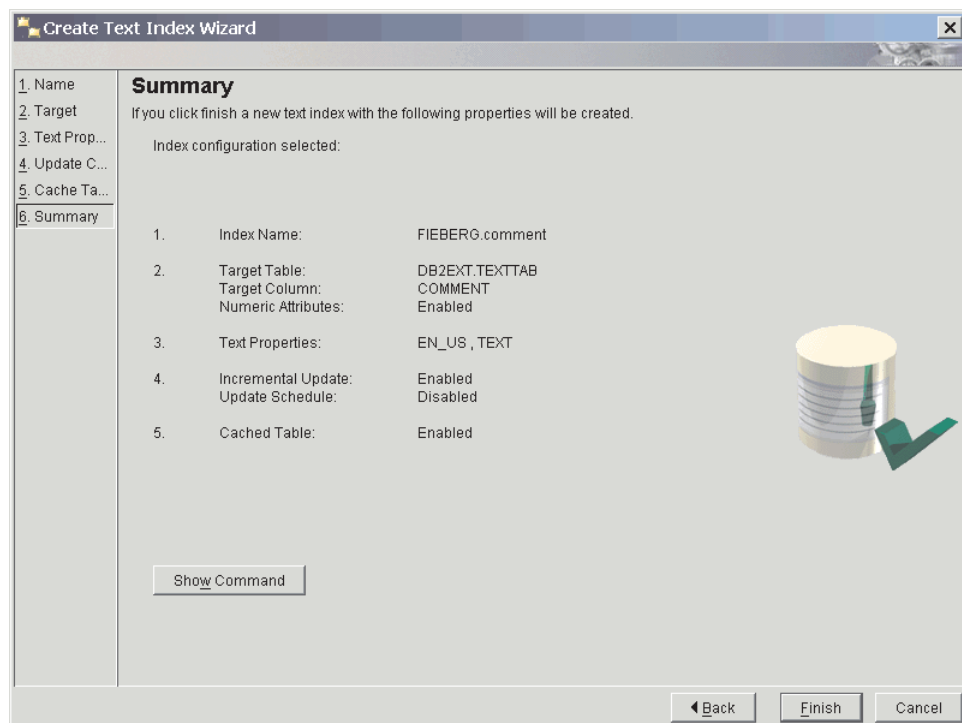 Create Text Index Wizard
1. Name
2. Target
3. Text Prop...
4. Update C...
5. Cache Ta...
6. Summary
Summary
If you click finish a new text index with the following properties will be created.
Index configuration selected:
1. Index Name: FIEBERG.comment
2. Target Table: DB2EXT.TEXTTAB
Target Column: COMMENT
Numeric Attributes: Enabled
3. Text Properties: EN_US , TEXT
4. Incremental Update: Enabled
Update Schedule: Disabled
5. Cached Table: Enabled
Show Command
Back Finish Cancel